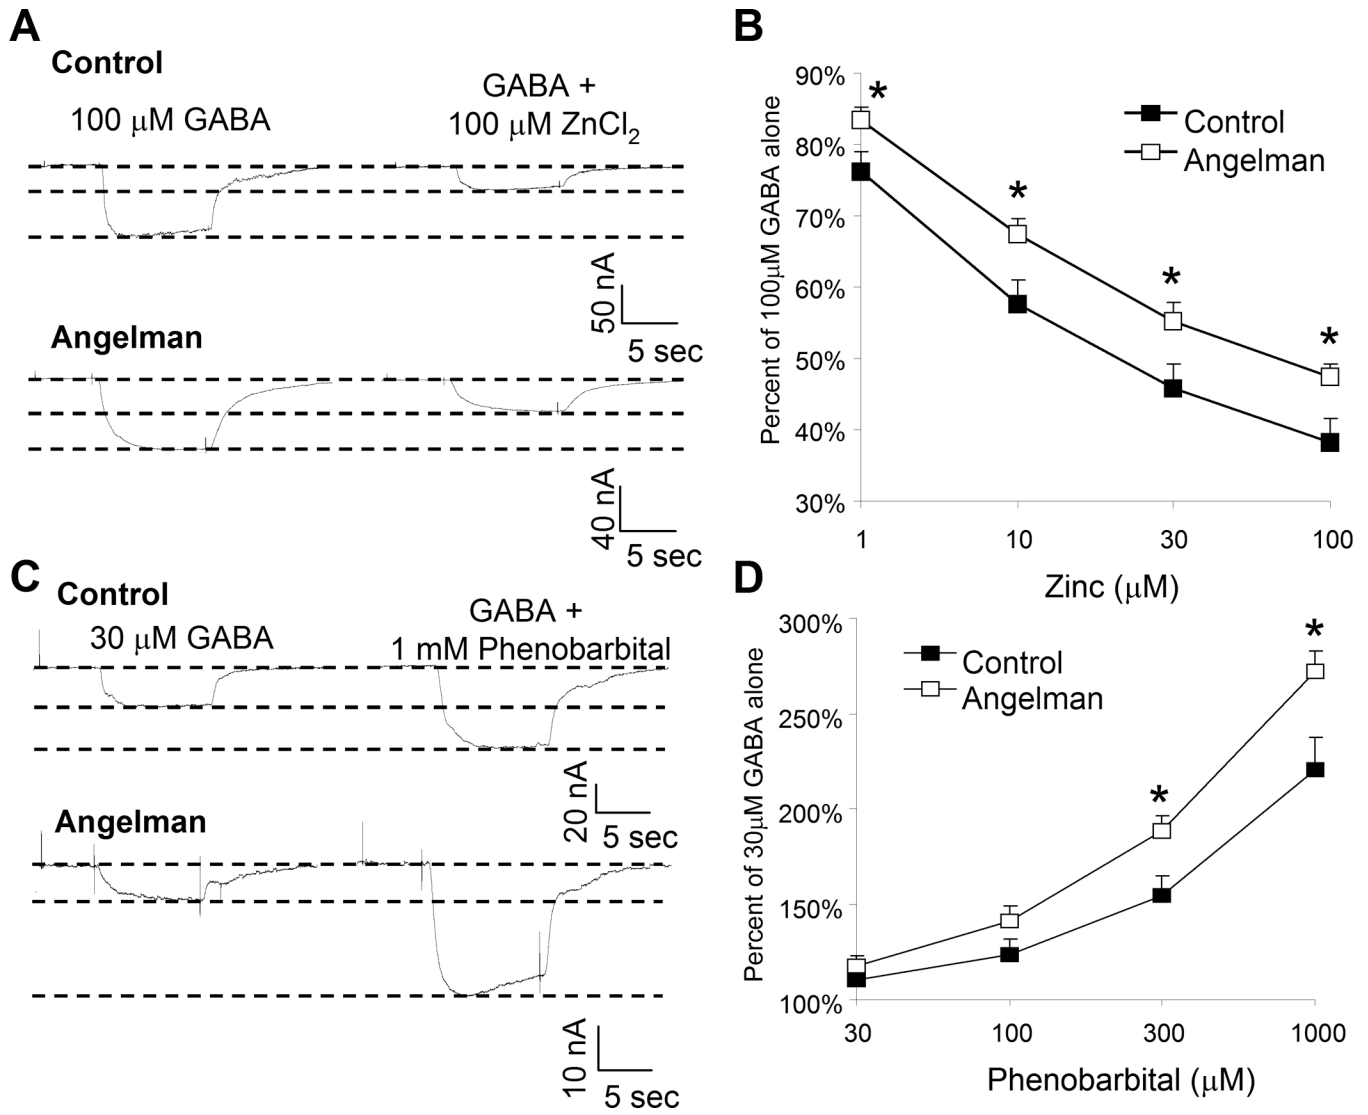 A
Control
100 μM GABA
GABA +
100 μM ZnCl2
50 nA
5 sec
Angelman
40 nA
5 sec
B
90%
80%
70%
60%
50%
40%
30%
Percent of 100μM GABA alone
*
*
*
*
Control
Angelman
1
10
30
100
Zinc (μM)
C
Control
30 μM GABA
GABA +
1 mM Phenobarbital
20 nA
5 sec
Angelman
10 nA
5 sec
D
300%
250%
200%
150%
100%
Percent of 30μM GABA alone
Control
Angelman
*
*
30
100
300
1000
Phenobarbital (μM)